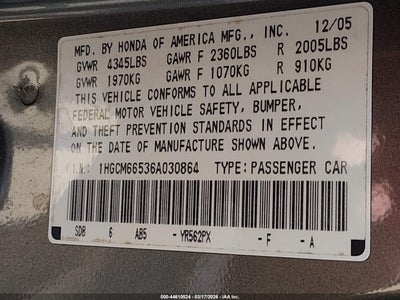 MFD. BY HONDA OF AMERICA MFG., INC. 12/05
GVWR 4345LBS GAWR F 2360LBS R 2005LBS
GVWR 1970KG GAWR F 1070KG R 910KG
THIS VEHICLE CONFORMS TO ALL APPLICABLE
FEDERAL MOTOR VEHICLE SAFETY, BUMPER,
AND THEFT PREVENTION STANDARDS IN EFFECT
ON THE DATE OF MANUFACTURE SHOWN ABOVE.
V.I.N.: 1HGCM66536A030864 TYPE: PASSENGER CAR
SD8 6 AB5 -YR562PX -F -A
000-44610524 - 03/17/2026 - IAA Inc.